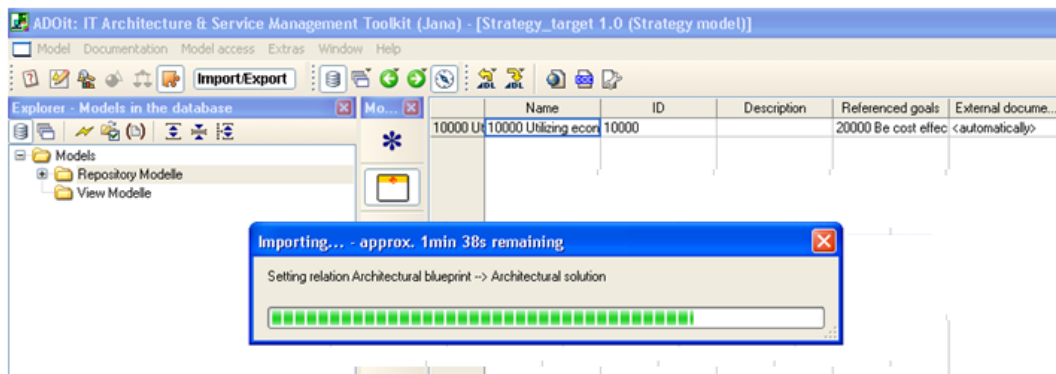 ADOit: IT Architecture & Service Management Toolkit (Jana) - [Strategy_target 1.0 (Strategy model)]
Model Documentation Model access Extras Window Help
Import/Export
Explorer - Models in the database
Mo...
Name ID Description Referenced goals External docume...
10000 Ut 10000 Utilizing econ 10000 20000 Be cost effec <automatically>
Models
Repository Modelle
View Modelle
Importing... - approx. 1min 38s remaining
Setting relation Architectural blueprint --> Architectural solution